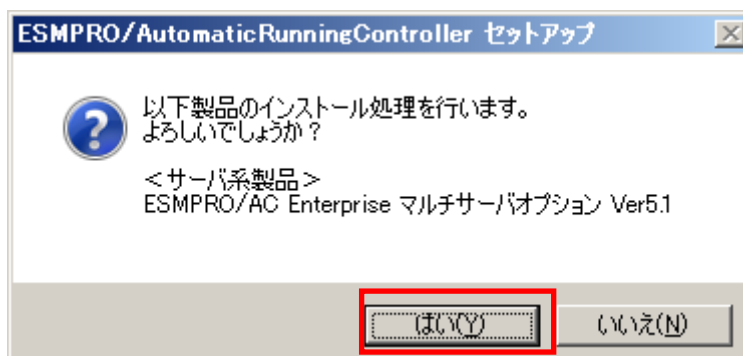 ESMPRO/AutomaticRunningController セットアップ
以下製品のインストール処理を行います。
よろしいでしょうか?
<サーバ系製品>
ESMPRO/AC Enterprise マルチサーバオプション Ver5.1
はい(Y)
いいえ(N)